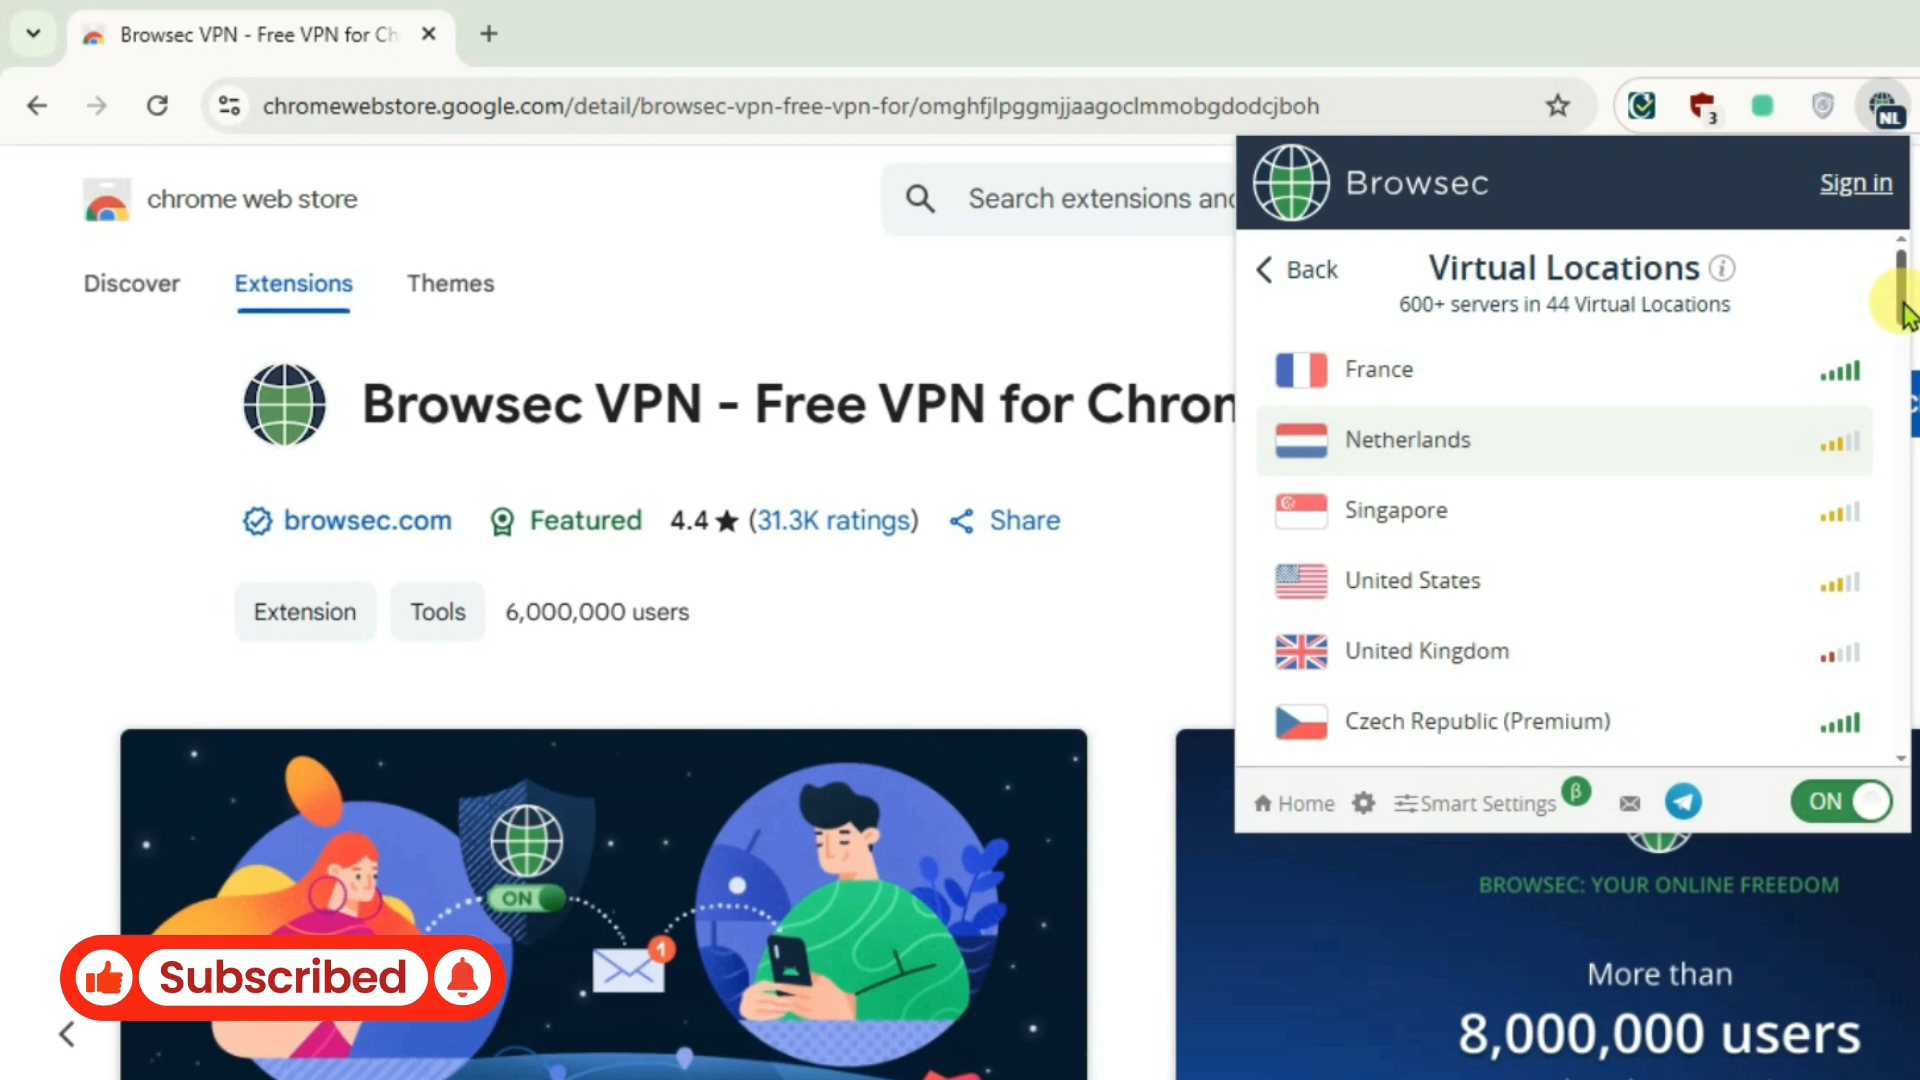 Browsec VPN - Free VPN for Ch
chromewebstore.google.com/detail/browsec-vpn-free-vpn-for/omghfjlpggmjjaagoclmmobgdodcjboh
3
NL
chrome web store
Search extensions and
Discover
Extensions
Themes
Browsec VPN - Free VPN for Chrom
browsec.com
Featured
4.4★ (31.3K ratings)
Share
Extension
Tools
6,000,000 users
Browsec
Sign in
Back
Virtual Locations
600+ servers in 44 Virtual Locations
France
Netherlands
Singapore
United States
United Kingdom
Czech Republic (Premium)
Home
Smart Settings
β
ON
ON
1
Subscribed
BROWSEC: YOUR ONLINE FREEDOM
More than
8,000,000 users